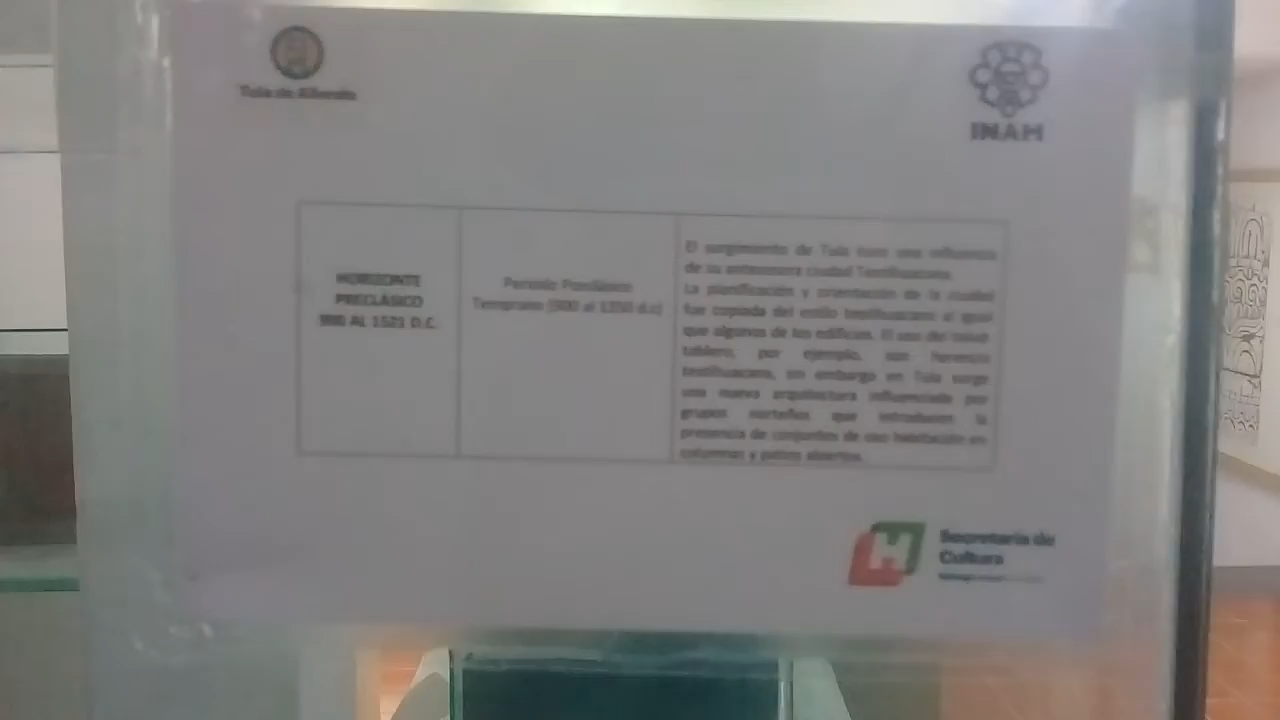 Tula de Allende
INAH
HORIZONTE
PRECLÁSICO
900 AL 1521 D.C.
Periodo Posclásico
Temprano (900 al 1350 d.c)
El surgimiento de Tula tuvo una influencia
de su antecesora ciudad Teotihuacana.
La planificación y orientación de la ciudad
fue copiada del estilo teotihuacano al igual
que algunos de los edificios. El uso del talud
tablero, por ejemplo, son herencia
teotihuacana, sin embargo en Tula surge
una nueva arquitectura influenciada por
grupos norteños que introducen la
presencia de conjuntos de uso habitación en
columnas y patios abiertos.
Secretaría de
Cultura